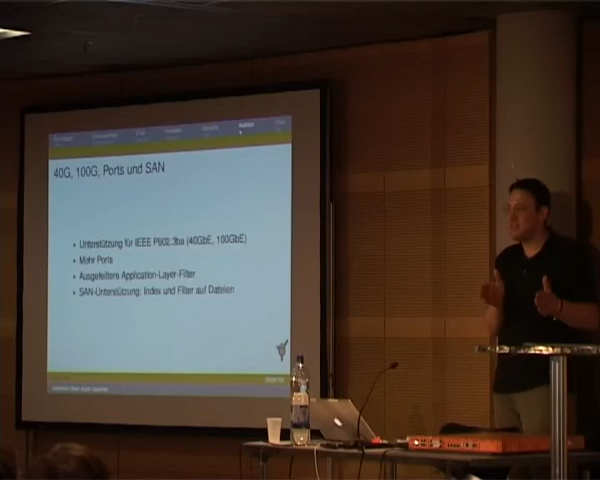 40G, 100G, Ports und SAN
• Unterstützung für IEEE P802.3ba (40GbE, 100GbE)
• Mehr Ports
• Ausgefeiltere Application-Layer-Filter
• SAN-Unterstützung: Index und Filter auf Dateien